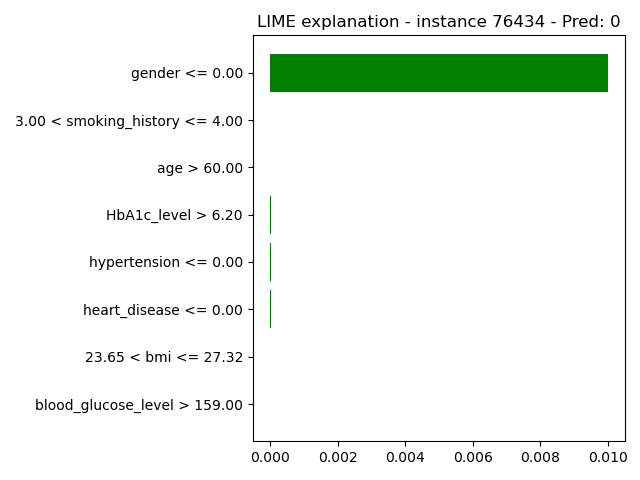 LIME explanation - instance 76434 - Pred: 0
gender <= 0.00
3.00 < smoking_history <= 4.00
age > 60.00
HbA1c_level > 6.20
hypertension <= 0.00
heart_disease <= 0.00
23.65 < bmi <= 27.32
blood_glucose_level > 159.00
0.000 0.002 0.004 0.006 0.008 0.010